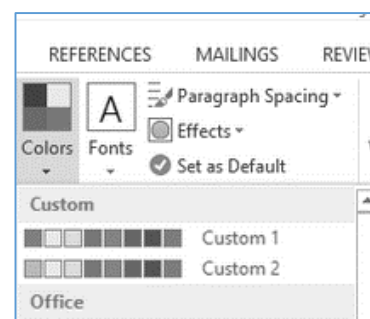 REFERENCES MAILINGS REVIE
A
Colors Fonts
Paragraph Spacing
Effects
Set as Default
Custom
Custom 1
Custom 2
Office